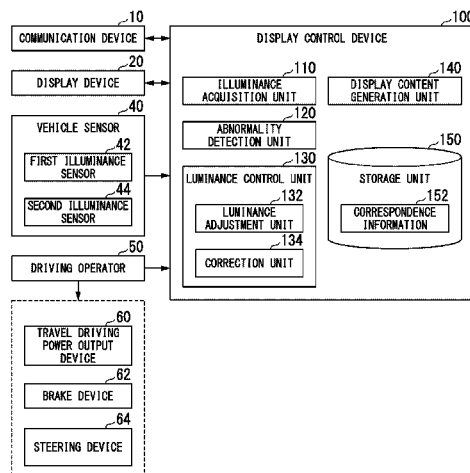 10
COMMUNICATION DEVICE
20
DISPLAY DEVICE
40
VEHICLE SENSOR
42
FIRST ILLUMINANCE
SENSOR
44
SECOND ILLUMINANCE
SENSOR
50
DRIVING OPERATOR
60
TRAVEL DRIVING
POWER OUTPUT
DEVICE
62
BRAKE DEVICE
64
STEERING DEVICE
100
DISPLAY CONTROL DEVICE
110
ILLUMINANCE
ACQUISITION UNIT
120
ABNORMALITY
DETECTION UNIT
130
LUMINANCE CONTROL UNIT
132
LUMINANCE
ADJUSTMENT UNIT
134
CORRECTION UNIT
140
DISPLAY CONTENT
GENERATION UNIT
150
STORAGE UNIT
152
CORRESPONDENCE
INFORMATION